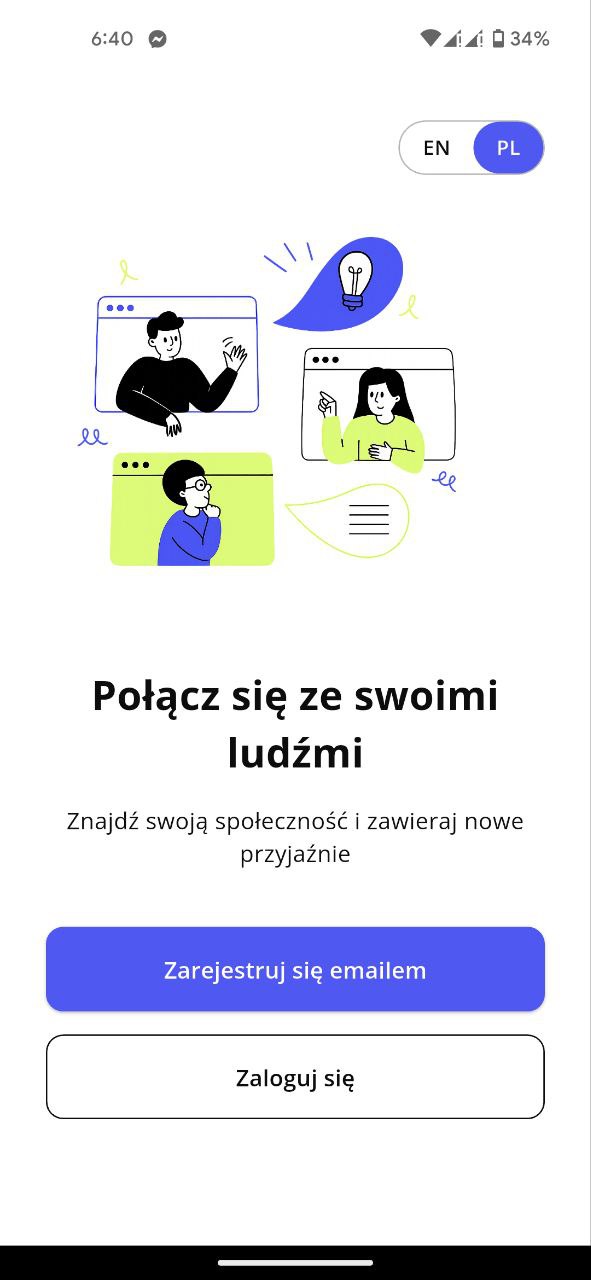 6:40
34%
EN PL
Połącz się ze swoimi
ludźmi
Znajdź swoją społeczność i zawieraj nowe
przyjaźnie
Zarejestruj się emailem
Zaloguj się